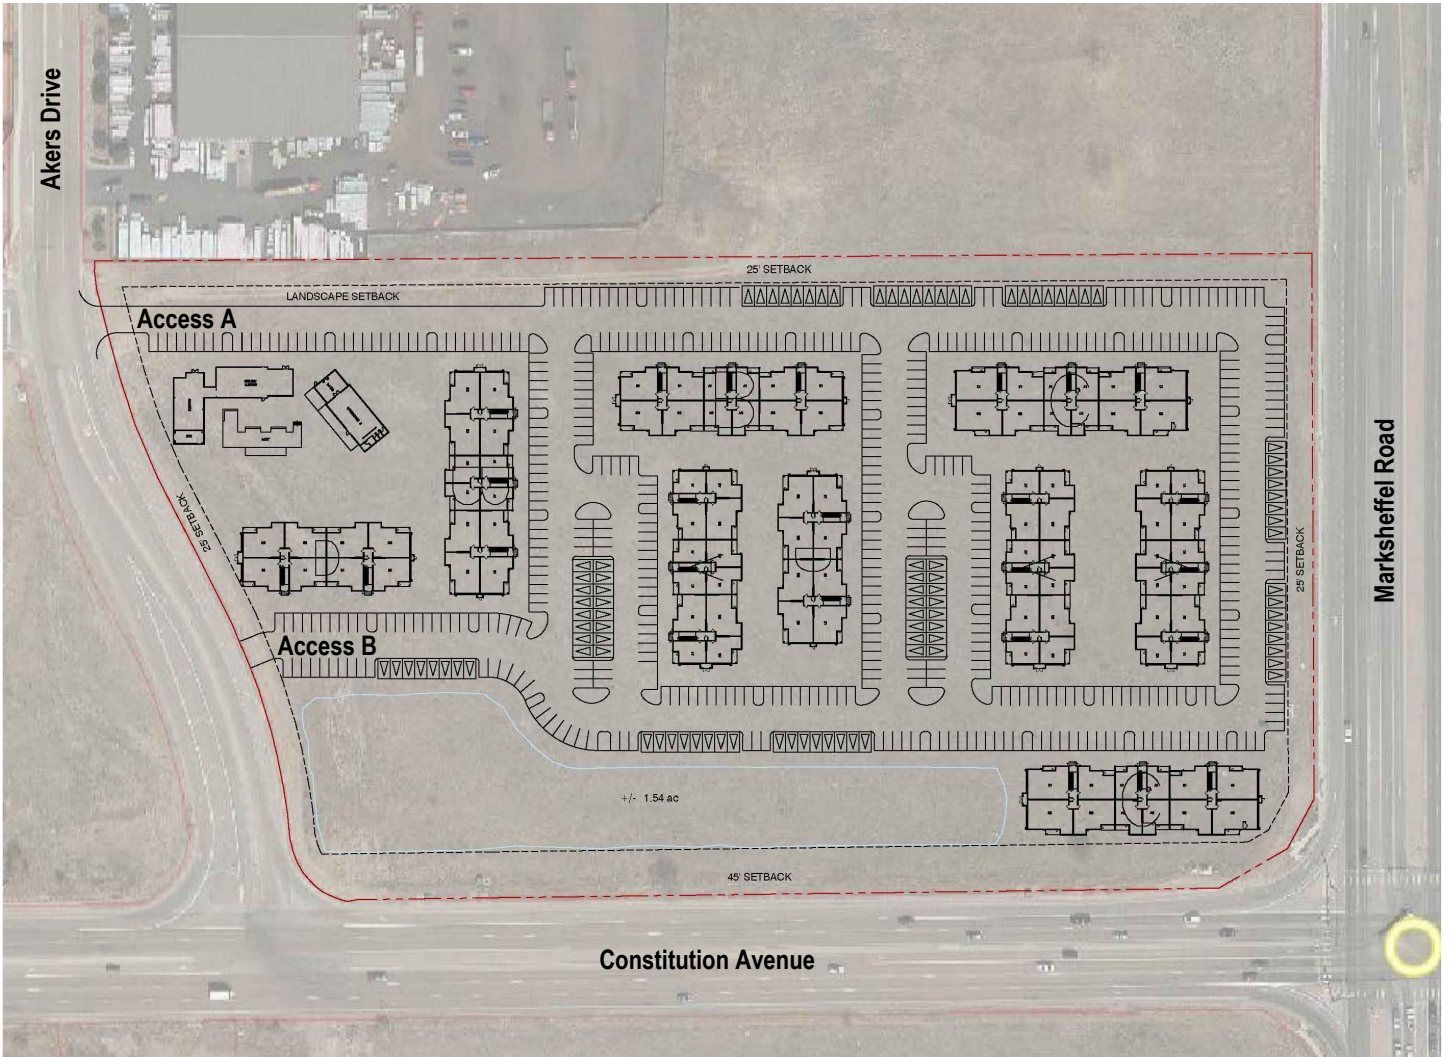 Akers Drive
25' SETBACK
LANDSCAPE SETBACK
Access A
Marksheffel Road
25' SETBACK
25' SETBACK
Access B
+/- 1.54 ac
45' SETBACK
Constitution Avenue